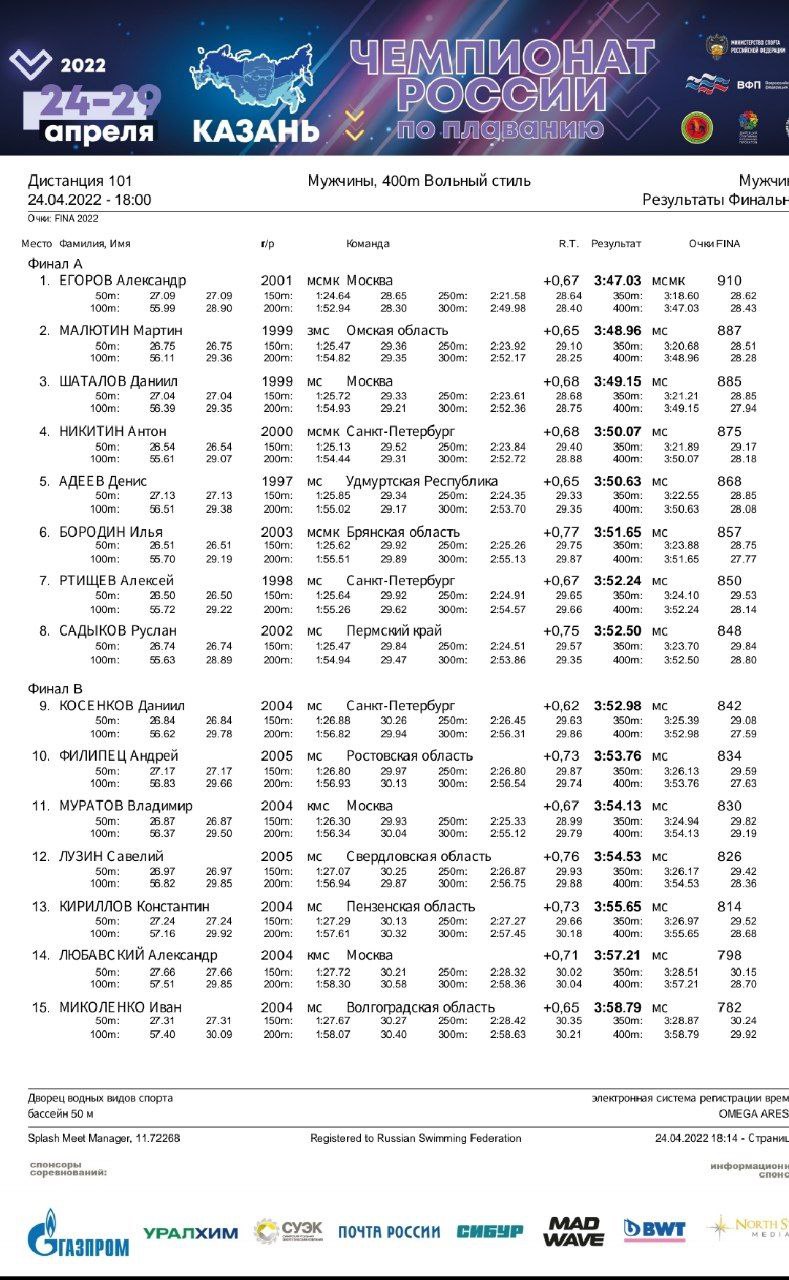 2022
24-29
апреля
КАЗАНЬ
ЧЕМПИОНАТ
РОССИИ
по плаванию
МИНИСТЕРСТВО СПОРТА
РОССИЙСКОЙ ФЕДЕРАЦИИ
ВФП
Дистанция 101 Мужчины, 400m Вольный стиль Мужчи
24.04.2022 - 18:00 Результаты Финальн
Очки: FINA 2022
Место Фамилия, Имя г/р Команда R.T. Результат Очки FINA
Финал A
1. ЕГОРОВ Александр 2001 мсмк Москва +0,67 3:47.03 мсмк 910
50m: 27.09 27.09 150m: 1:24.64 28.65 250m: 2:21.58 28.64 350m: 3:18.60 28.62
100m: 55.99 28.90 200m: 1:52.94 28.30 300m: 2:49.98 28.40 400m: 3:47.03 28.43
2. МАЛЮТИН Мартин 1999 змс Омская область +0,65 3:48.96 мс 887
50m: 26.75 26.75 150m: 1:25.47 29.36 250m: 2:23.92 29.10 350m: 3:20.68 28.51
100m: 56.11 29.36 200m: 1:54.82 29.35 300m: 2:52.17 28.25 400m: 3:48.96 28.28
3. ШАТАЛОВ Даниил 1999 мс Москва +0,68 3:49.15 мс 885
50m: 27.04 27.04 150m: 1:25.72 29.33 250m: 2:23.61 28.68 350m: 3:21.21 28.85
100m: 56.39 29.35 200m: 1:54.93 29.21 300m: 2:52.36 28.75 400m: 3:49.15 27.94
4. НИКИТИН Антон 2000 мсмк Санкт-Петербург +0,68 3:50.07 мс 875
50m: 26.54 26.54 150m: 1:25.13 29.52 250m: 2:23.84 29.40 350m: 3:21.89 29.17
100m: 55.61 29.07 200m: 1:54.44 29.31 300m: 2:52.72 28.88 400m: 3:50.07 28.18
5. АДЕЕВ Денис 1997 мс Удмуртская Республика +0,65 3:50.63 мс 868
50m: 27.13 27.13 150m: 1:25.85 29.34 250m: 2:24.35 29.33 350m: 3:22.55 28.85
100m: 56.51 29.38 200m: 1:55.02 29.17 300m: 2:53.70 29.35 400m: 3:50.63 28.08
6. БОРОДИН Илья 2003 мсмк Брянская область +0,77 3:51.65 мс 857
50m: 26.51 26.51 150m: 1:25.62 29.92 250m: 2:25.26 29.75 350m: 3:23.88 28.75
100m: 55.70 29.19 200m: 1:55.51 29.89 300m: 2:55.13 29.87 400m: 3:51.65 27.77
7. РТИЩЕВ Алексей 1998 мс Санкт-Петербург +0,67 3:52.24 мс 850
50m: 26.50 26.50 150m: 1:25.64 29.92 250m: 2:24.91 29.65 350m: 3:24.10 29.53
100m: 55.72 29.22 200m: 1:55.26 29.62 300m: 2:54.57 29.66 400m: 3:52.24 28.14
8. САДЫКОВ Руслан 2002 мс Пермский край +0,75 3:52.50 мс 848
50m: 26.74 26.74 150m: 1:25.47 29.84 250m: 2:24.51 29.57 350m: 3:23.70 29.84
100m: 55.63 28.89 200m: 1:54.94 29.47 300m: 2:53.86 29.35 400m: 3:52.50 28.80
Финал B
9. КОСЕНКОВ Даниил 2004 мс Санкт-Петербург +0,62 3:52.98 мс 842
50m: 26.84 26.84 150m: 1:26.88 30.26 250m: 2:26.45 29.63 350m: 3:25.39 29.08
100m: 56.62 29.78 200m: 1:56.82 29.94 300m: 2:56.31 29.86 400m: 3:52.98 27.59
10. ФИЛИПЕЦ Андрей 2005 мс Ростовская область +0,73 3:53.76 мс 834
50m: 27.17 27.17 150m: 1:26.80 29.97 250m: 2:26.80 29.87 350m: 3:26.13 29.59
100m: 56.83 29.66 200m: 1:56.93 30.13 300m: 2:56.54 29.74 400m: 3:53.76 27.63
11. МУРАТОВ Владимир 2004 кмс Москва +0,67 3:54.13 мс 830
50m: 26.87 26.87 150m: 1:26.30 29.93 250m: 2:25.33 28.99 350m: 3:24.94 29.82
100m: 56.37 29.50 200m: 1:56.34 30.04 300m: 2:55.12 29.79 400m: 3:54.13 29.19
12. ЛУЗИН Савелий 2005 мс Свердловская область +0,76 3:54.53 мс 826
50m: 26.97 26.97 150m: 1:27.07 30.25 250m: 2:26.87 29.93 350m: 3:26.17 29.42
100m: 56.82 29.85 200m: 1:56.94 29.87 300m: 2:56.75 29.88 400m: 3:54.53 28.36
13. КИРИЛЛОВ Константин 2004 мс Пензенская область +0,73 3:55.65 мс 814
50m: 27.24 27.24 150m: 1:27.29 30.13 250m: 2:27.27 29.66 350m: 3:26.97 29.52
100m: 57.16 29.92 200m: 1:57.61 30.32 300m: 2:57.45 30.18 400m: 3:55.65 28.68
14. ЛЮБАВСКИЙ Александр 2004 кмс Москва +0,71 3:57.21 мс 798
50m: 27.66 27.66 150m: 1:27.72 30.21 250m: 2:28.32 30.02 350m: 3:28.51 30.15
100m: 57.51 29.85 200m: 1:58.30 30.58 300m: 2:58.36 30.04 400m: 3:57.21 28.70
15. МИКОЛЕНКО Иван 2004 мс Волгоградская область +0,65 3:58.79 мс 782
50m: 27.31 27.31 150m: 1:27.67 30.27 250m: 2:28.42 30.35 350m: 3:28.87 30.24
100m: 57.40 30.09 200m: 1:58.07 30.40 300m: 2:58.63 30.21 400m: 3:58.79 29.92
Дворец водных видов спорта электронная система регистрации врем
бассейн 50 м OMEGA ARES
Splash Meet Manager, 11.72268 Registered to Russian Swimming Federation 24.04.2022 18:14 - Страниц
спонсоры
соревнований:
информацион
спонс
ГАЗПРОМ
УРАЛХИМ
СУЭК
ПОЧТА РОССИИ
СИБУР
MAD
WAVE
BWT
NORTH S
MEDIA